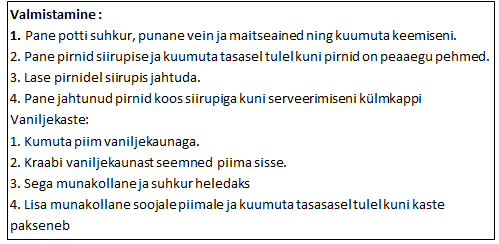 Valmistamine :
1. Pane potti suhkur, punane vein ja maitseained ning kuumuta keemiseni.
2. Pane pirnid siirupise ja kuumuta tasasel tulel kuni pirnid on peaaegu pehmed.
3. Lase pirnidel siirupis jahtuda.
4. Pane jahtunud pirnid koos siirupiga kuni serveerimiseni külmkappi
Vaniljekaste:
1. Kumuta piim vaniljekaunaga.
2. Kraabi vaniljekaunast seemned piima sisse.
3. Sega munakollane ja suhkur heledaks
4. Lisa munakollane soojale piimale ja kuumuta tasasasel tulel kuni kaste
pakseneb